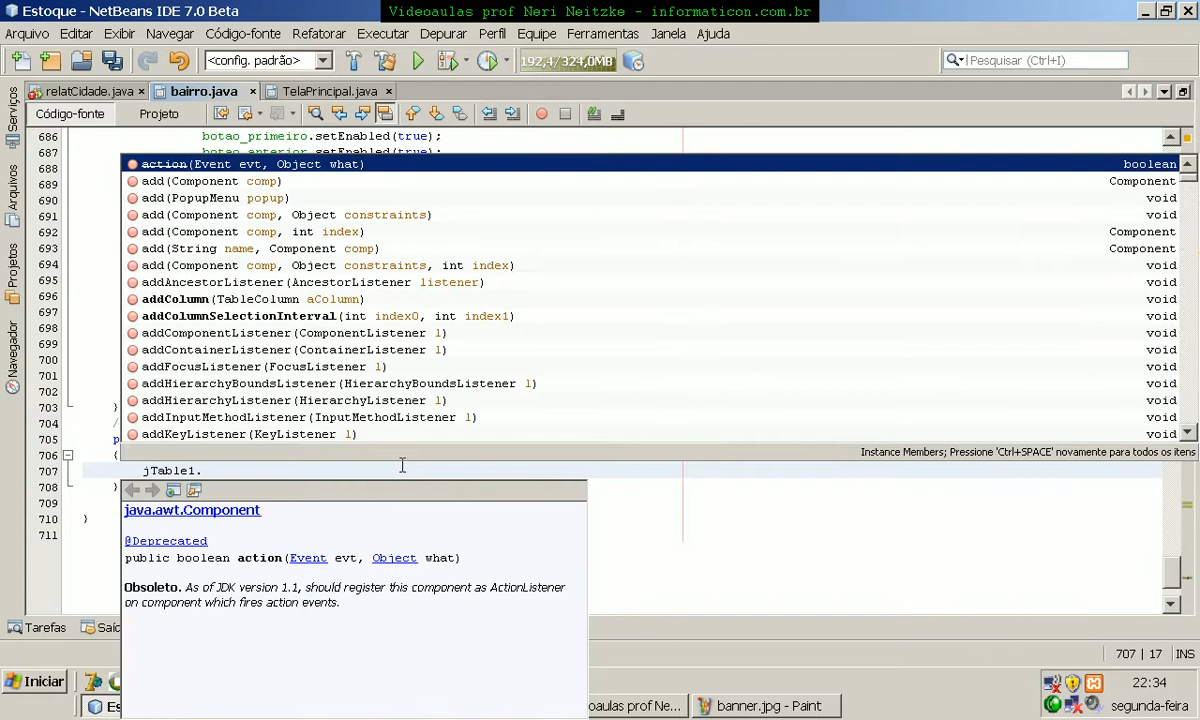 Estoque - NetBeans IDE 7.0 Beta
Videoaulas prof Neri Neitzke - informaticon.com.br
Arquivo Editar Exibir Navegar Código-fonte Refatorar Executar Depurar Perfil Equipe Ferramentas Janela Ajuda
<config. padrão> 192,4/324,0MB Pesquisar (Ctrl+I)
relatCidade.java bairro.java TelaPrincipal.java
Código-fonte Projeto
Serviços
Arquivos
Projetos
Navegador
686 botao_primeiro.setEnabled(true);
687 botao_anterior.setEnabled(true);
688 action(Event evt, Object what) boolean
689 add(Component comp) Component
690 add(PopupMenu popup) void
691 add(Component comp, Object constraints) void
692 add(Component comp, int index) Component
693 add(String name, Component comp) Component
694 add(Component comp, Object constraints, int index) void
695 addAncestorListener(AncestorListener listener) void
696 addColumn(TableColumn aColumn) void
697 addColumnSelectionInterval(int index0, int index1) void
698 addComponentListener(ComponentListener l) void
699 addContainerListener(ContainerListener l) void
700 addFocusListener(FocusListener l) void
701 addHierarchyBoundsListener(HierarchyBoundsListener l) void
702 addHierarchyListener(HierarchyListener l) void
703 } addInputMethodListener(InputMethodListener l) void
704 / addKeyListener(KeyListener l) void
705 p
706 { Instance Members; Pressione 'Ctrl+SPACE' novamente para todos os itens
707 jTable1.
708 }
709
710 }
711
java.awt.Component
@Deprecated
public boolean action(Event evt, Object what)
Obsoleto. As of JDK version 1.1, should register this component as ActionListener
on component which fires action events.
Tarefas
707 | 17 INS
Iniciar 22:34
banner.jpg - Paint segunda-feira